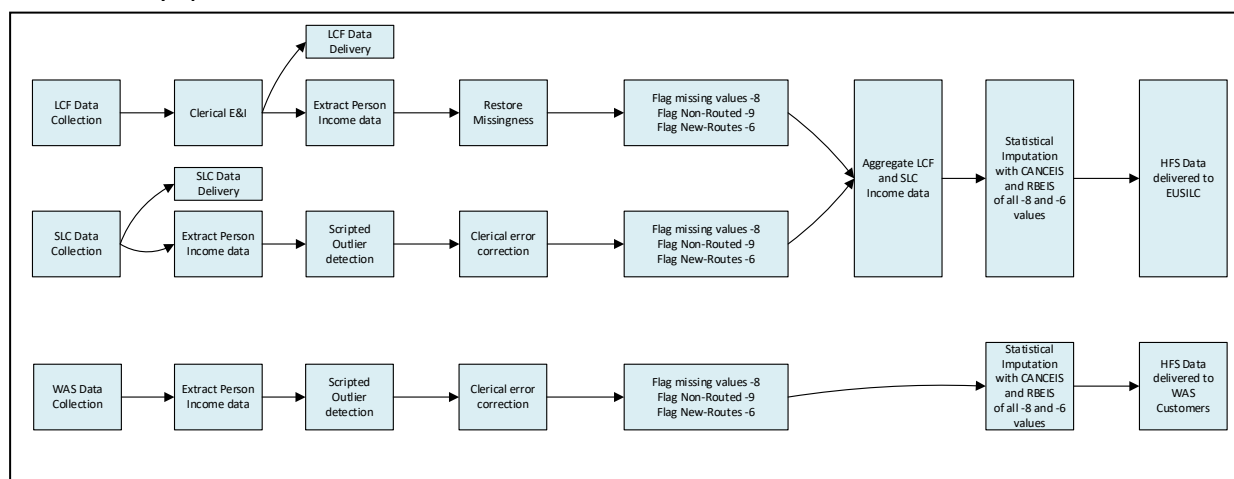 LCF Data
Delivery
LCF Data
Collection
Clerical E&I
Extract Person
Income data
Restore
Missingness
Flag missing values -8
Flag Non-Routed -9
Flag New-Routes -6
SLC Data
Delivery
SLC Data
Collection
Extract Person
Income data
Scripted
Outlier
detection
Clerical error
correction
Flag missing values -8
Flag Non-Routed -9
Flag New-Routes -6
Aggregate LCF
and SLC
Income data
Statistical
Imputation
with CANCEIS
and RBEIS
of all -8 and -6
values
HFS Data
delivered to
EUSILC
WAS Data
Collection
Extract Person
Income data
Scripted
Outlier
detection
Clerical error
correction
Flag missing values -8
Flag Non-Routed -9
Flag New-Routes -6
Statistical
Imputation
with CANCEIS
and RBEIS
of all -8 and -6
values
HFS Data
delivered to
WAS
Customers